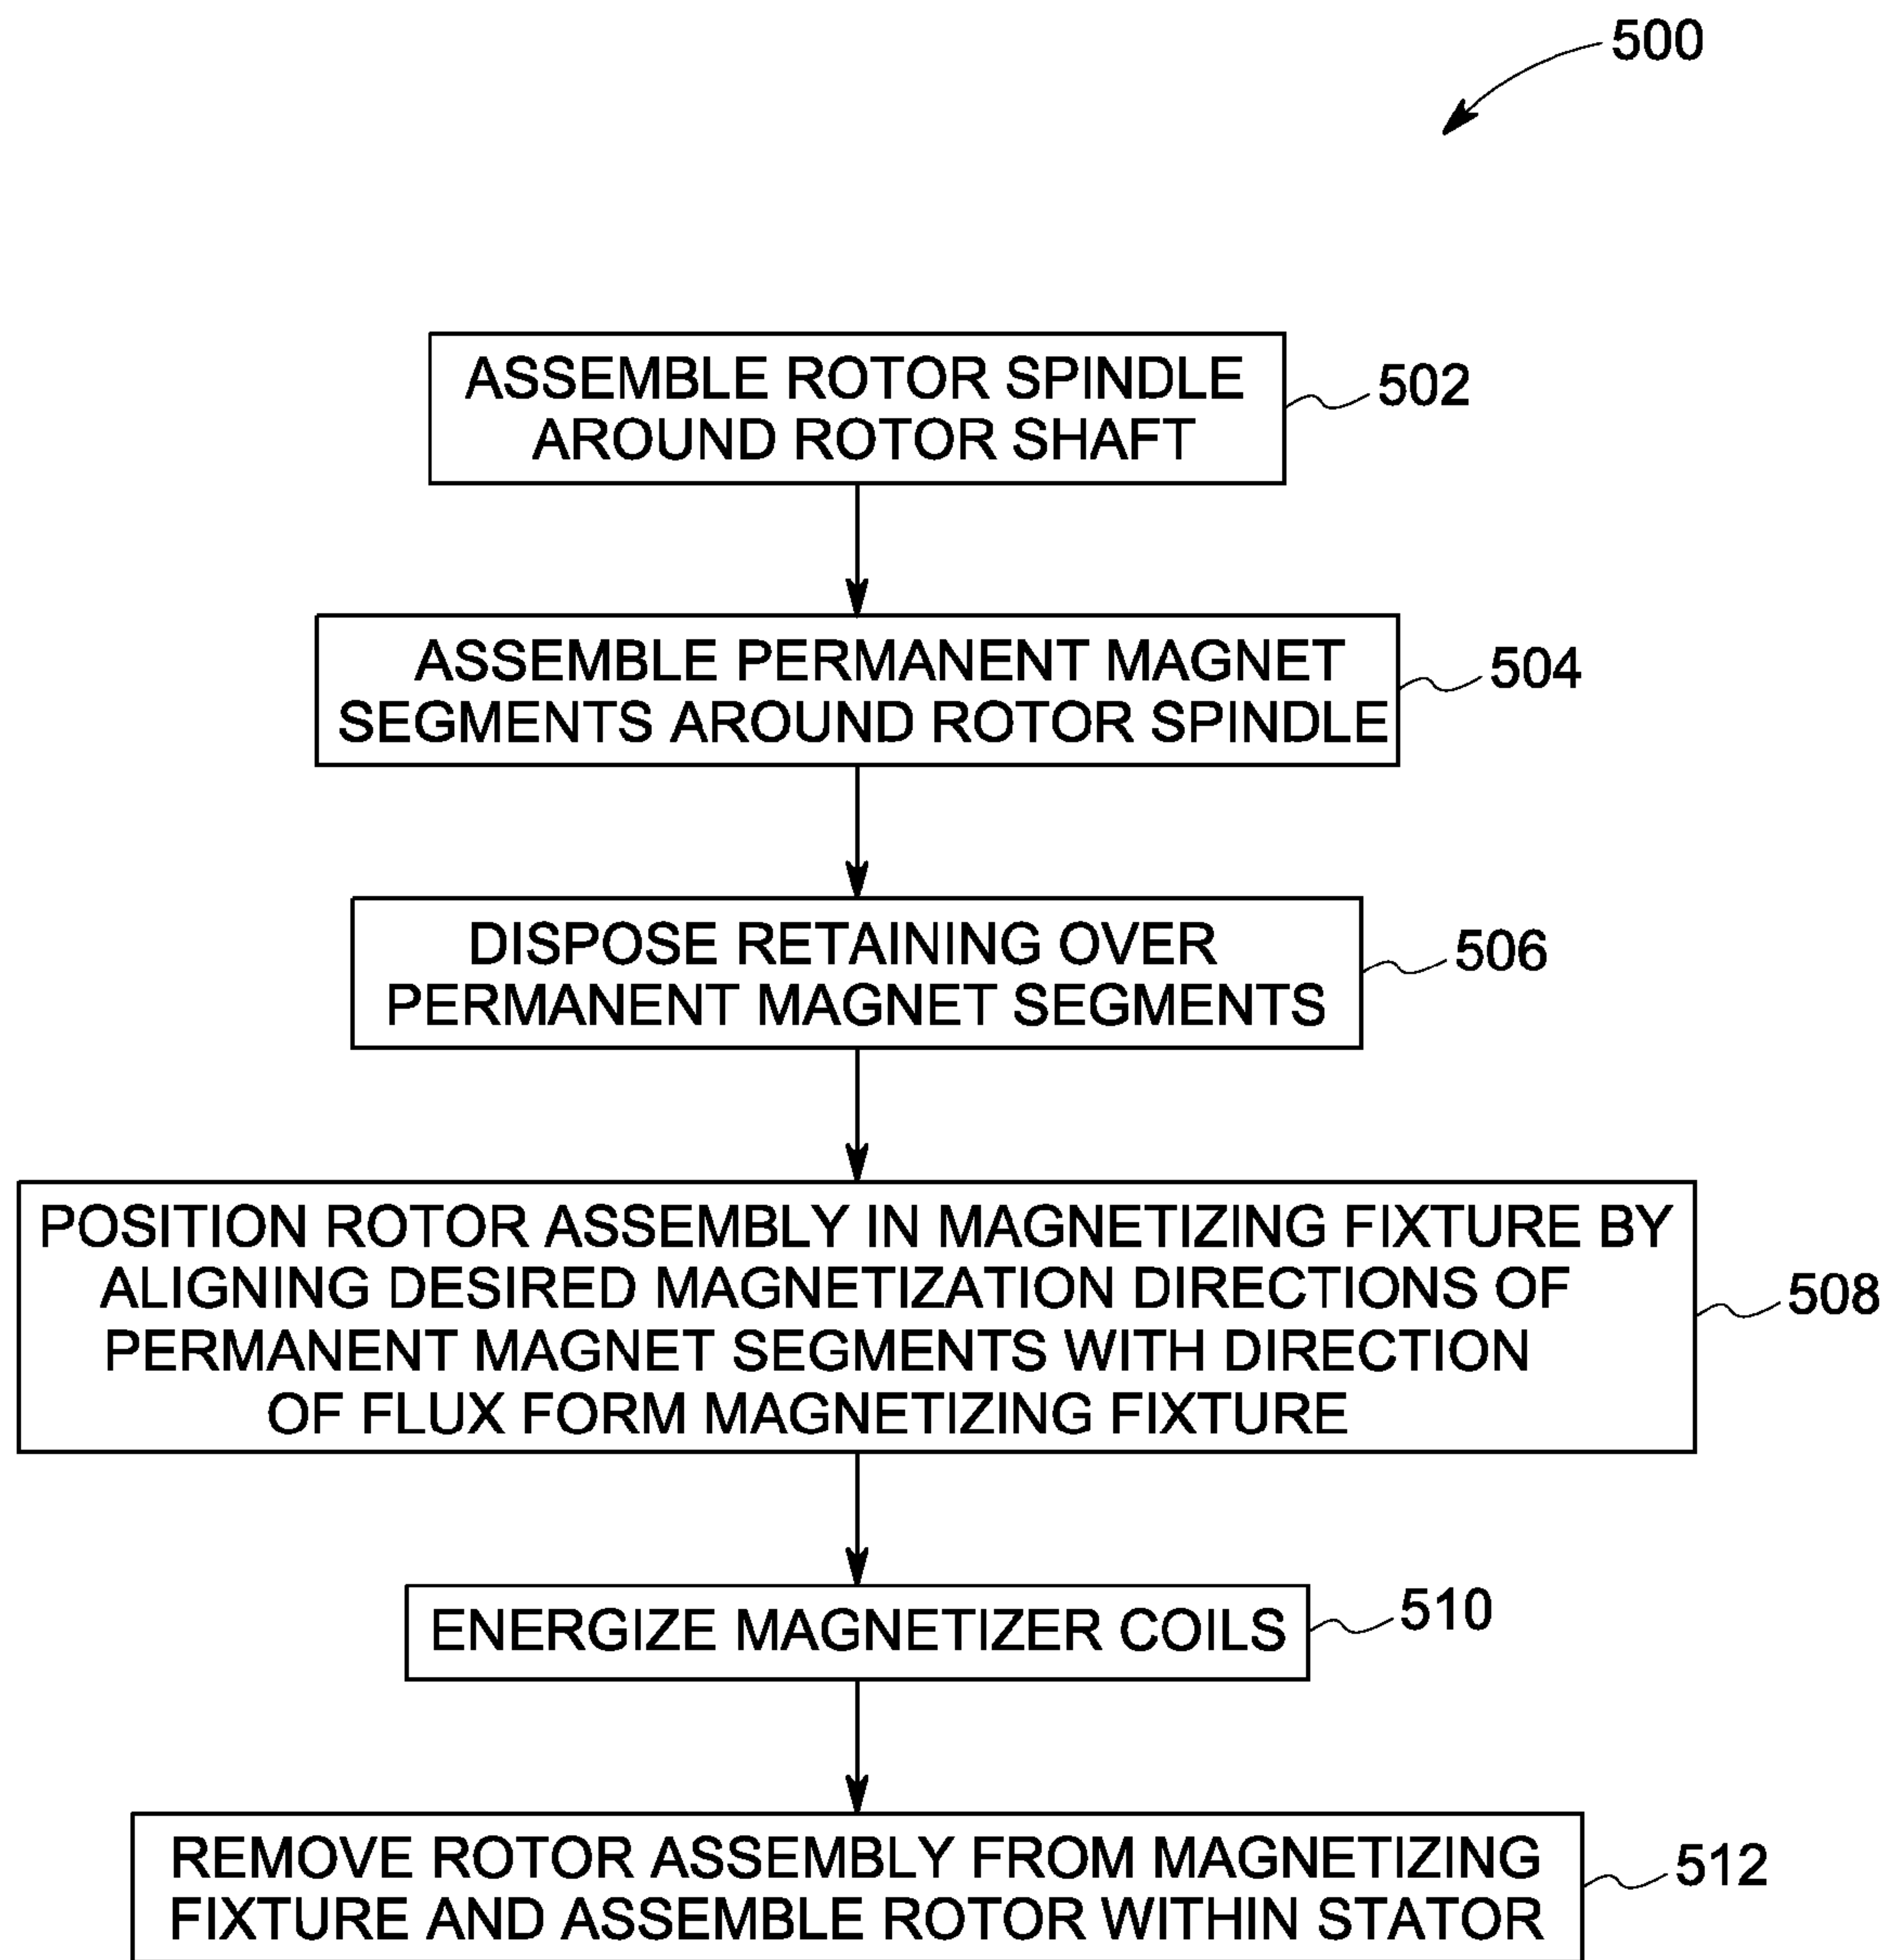 500
ASSEMBLE ROTOR SPINDLE
AROUND ROTOR SHAFT
502
ASSEMBLE PERMANENT MAGNET
SEGMENTS AROUND ROTOR SPINDLE
504
DISPOSE RETAINING OVER
PERMANENT MAGNET SEGMENTS
506
POSITION ROTOR ASSEMBLY IN MAGNETIZING FIXTURE BY
ALIGNING DESIRED MAGNETIZATION DIRECTIONS OF
PERMANENT MAGNET SEGMENTS WITH DIRECTION
OF FLUX FORM MAGNETIZING FIXTURE
508
ENERGIZE MAGNETIZER COILS
510
REMOVE ROTOR ASSEMBLY FROM MAGNETIZING
FIXTURE AND ASSEMBLE ROTOR WITHIN STATOR
512